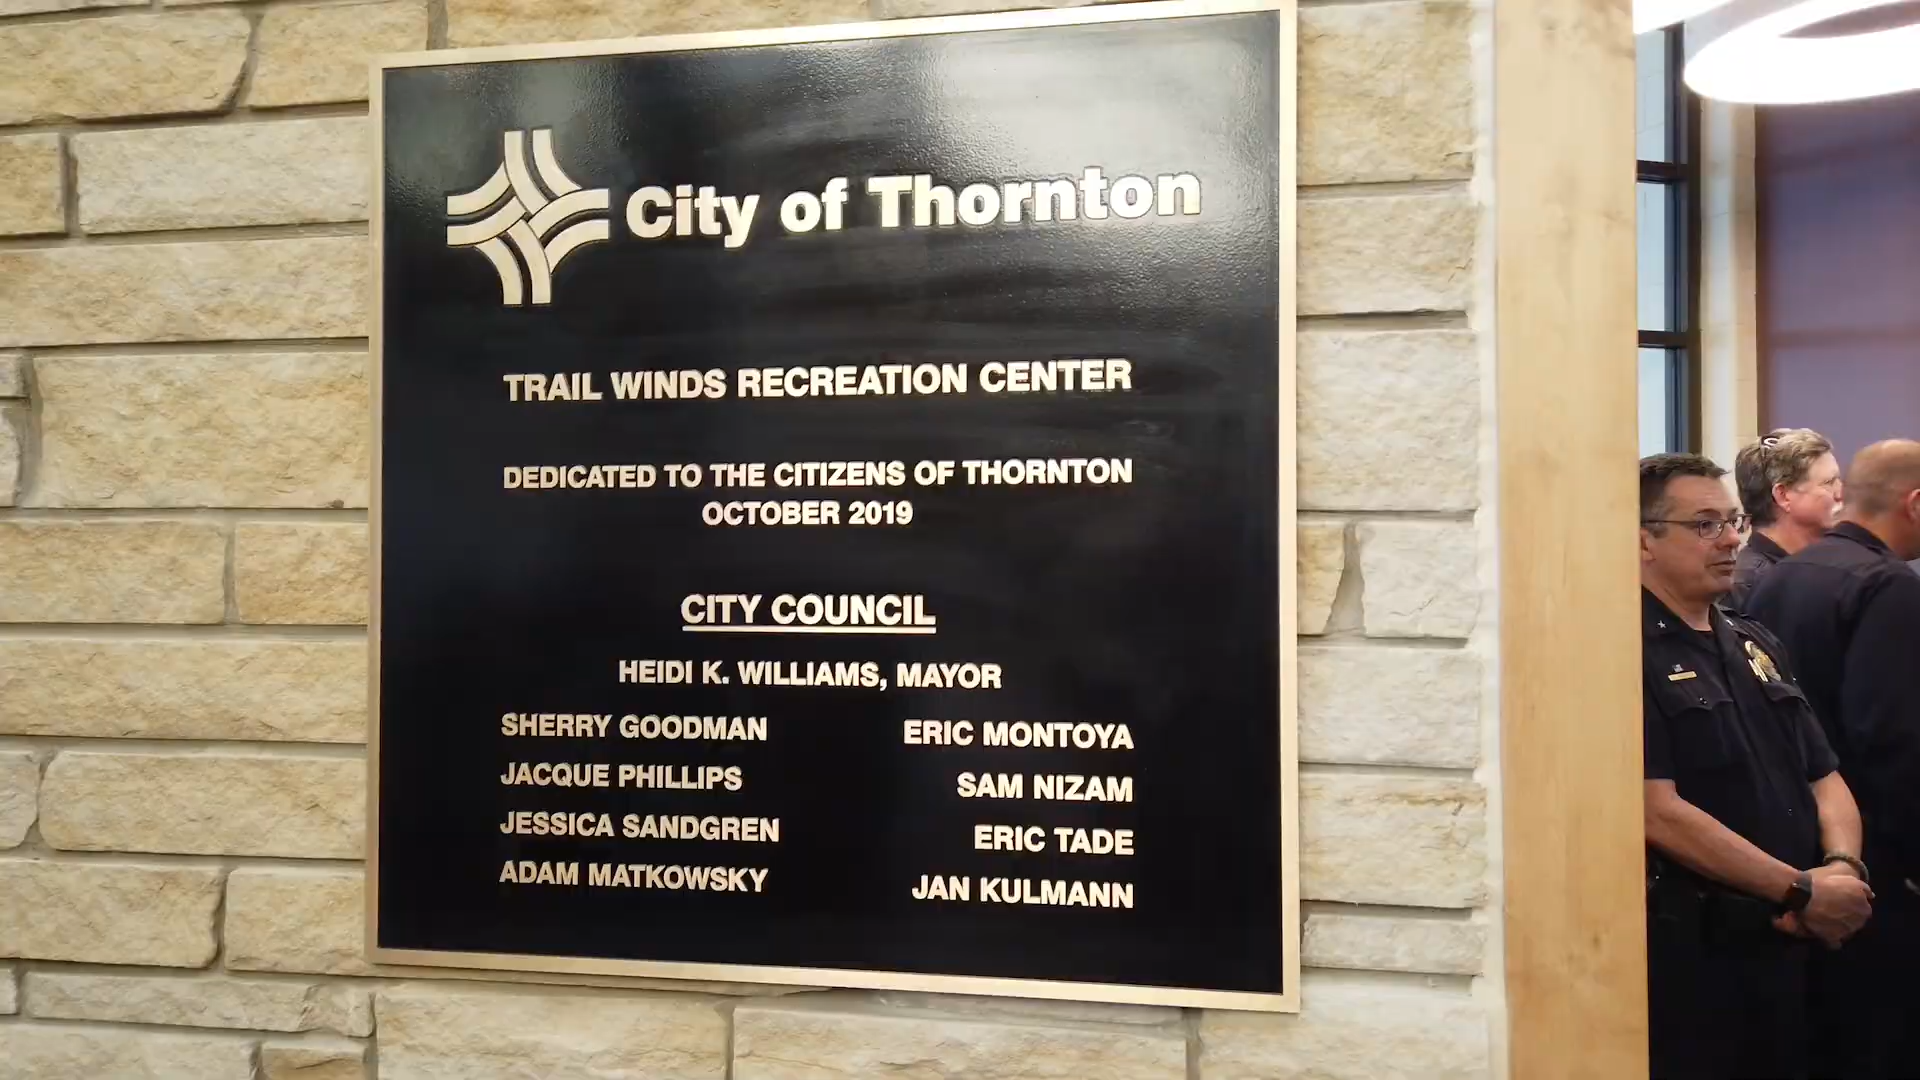 City of Thornton
TRAIL WINDS RECREATION CENTER
DEDICATED TO THE CITIZENS OF THORNTON
OCTOBER 2019
CITY COUNCIL
HEIDI K. WILLIAMS, MAYOR
SHERRY GOODMAN
ERIC MONTOYA
JACQUE PHILLIPS
SAM NIZAM
JESSICA SANDGREN
ERIC TADE
ADAM MATKOWSKY
JAN KULMANN